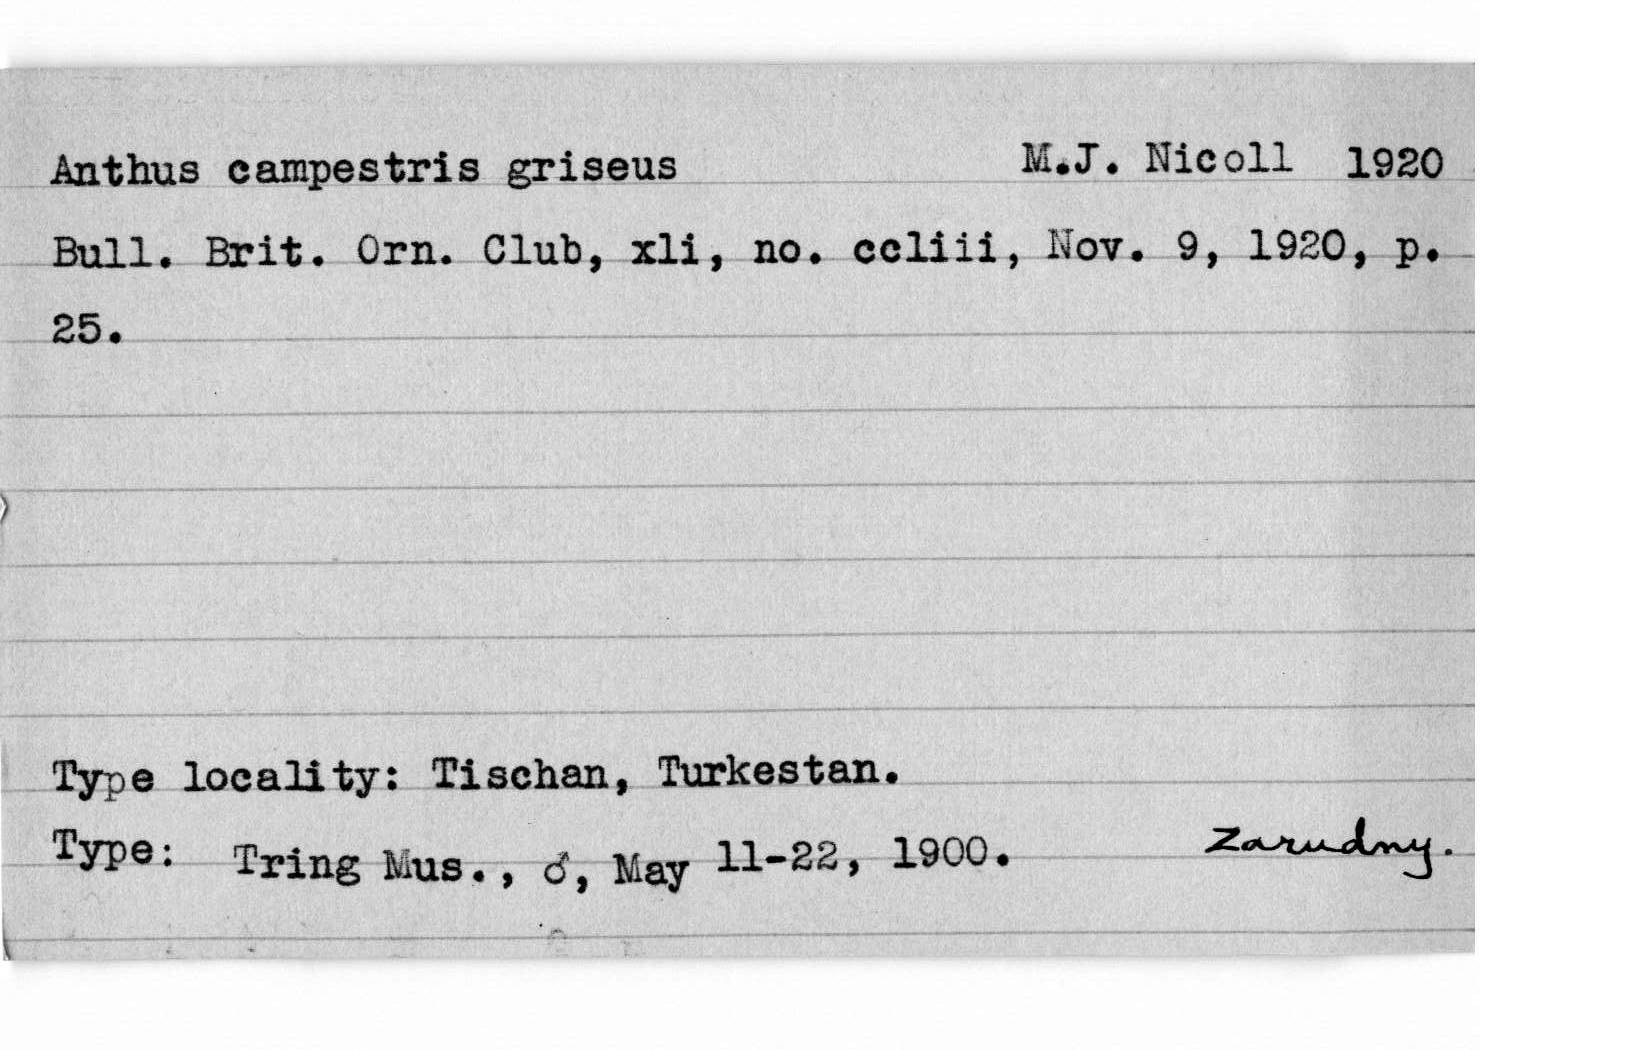 Anthus campestris griseus M.J. Nicoll 1920
Bull. Brit. Orn. Club, xli, no. ccliii, Nov. 9, 1920, p.
25.
Type locality: Tischan, Turkestan.
Type: Tring Mus., ♂, May 11-22, 1900. Zarudny.